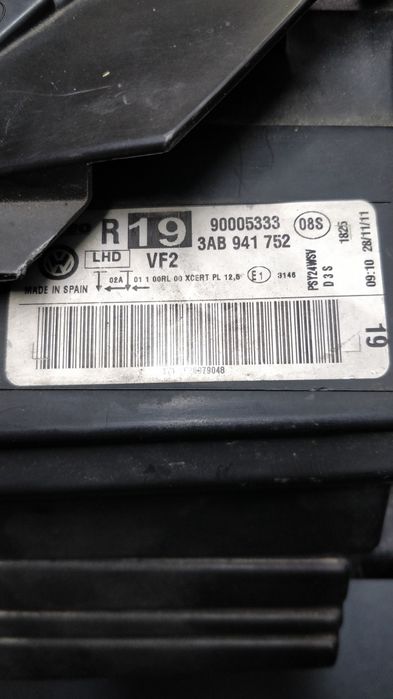 R 19 90005333 08S
3AB 941 752
LHD VF2
02A 01 1 00RL 00 XCERT PL 12,5 E1 3146
MADE IN SPAIN
PSY24WSV
D3S
1825
09:10 28/11/11
19